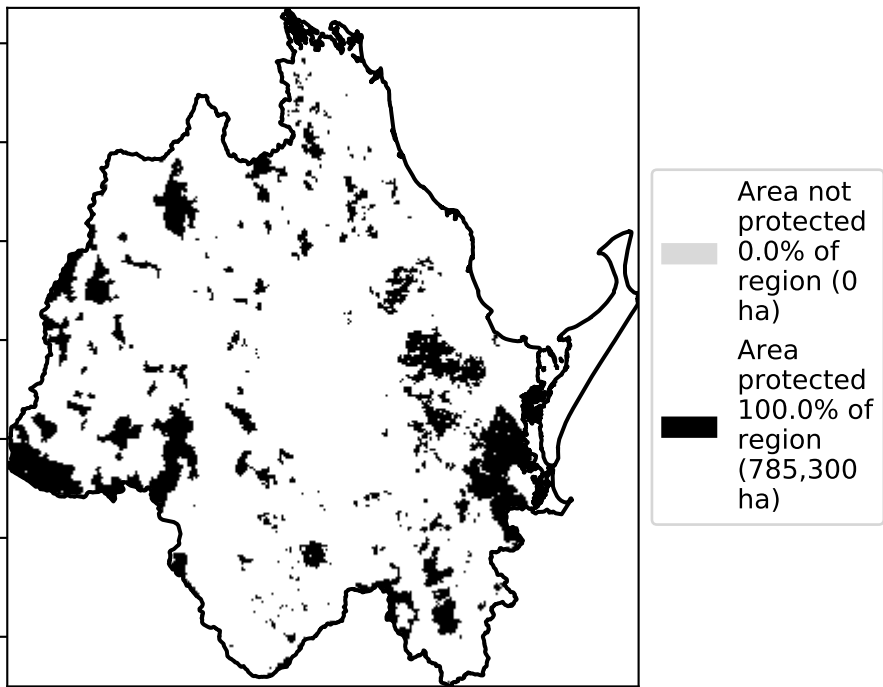 Area not
protected
0.0% of
region (0
ha)
Area
protected
100.0% of
region
(785,300
ha)